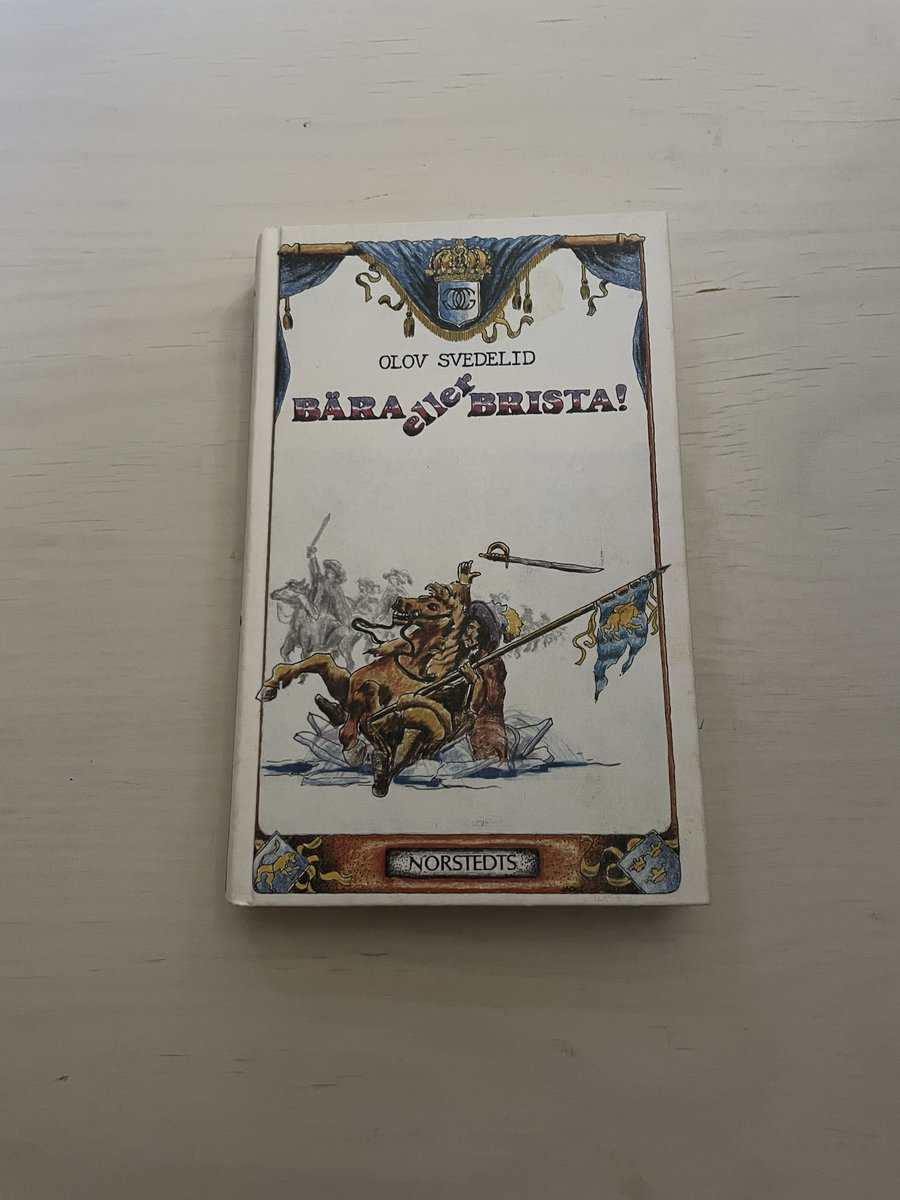 OLOV SVEDELID
BÄRA eller BRISTA!
NORSTEDTS